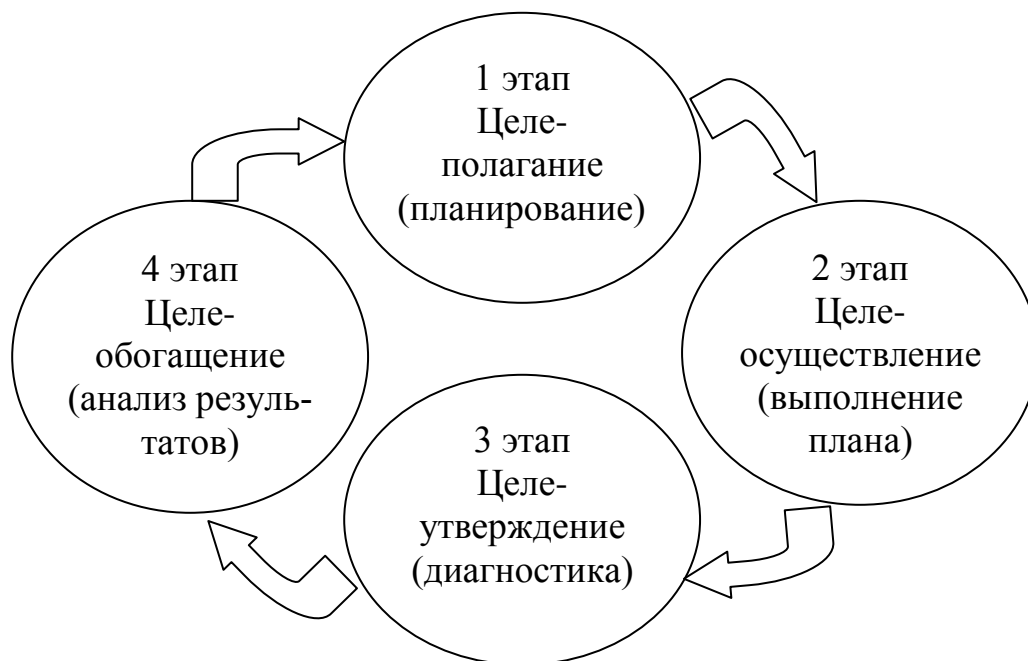 1 этап
Целе-
полагание
(планирование)
2 этап
Целе-
осуществление
(выполнение
плана)
3 этап
Целе-
утверждение
(диагностика)
4 этап
Целе-
обогащение
(анализ резуль-
татов)